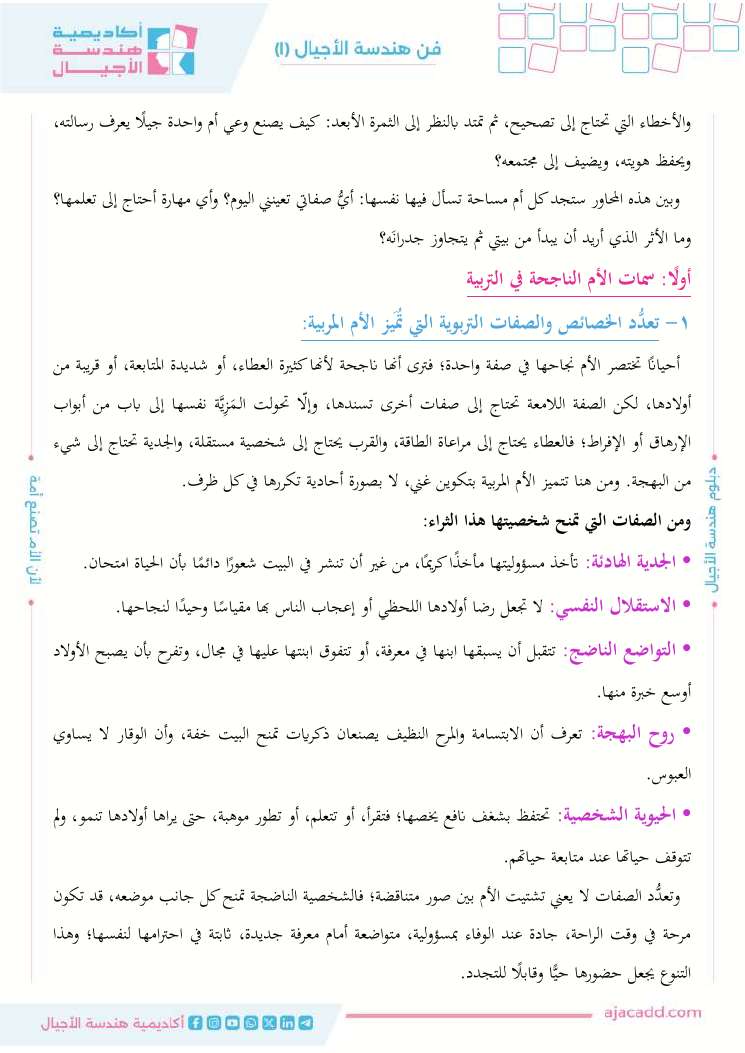 أكاديمية
هندسة
الأجيال
فن هندسة الأجيال (١)
والأخطاء التي تحتاج إلى تصحيح، ثم تمتد بالنظر إلى الثمرة الأبعد: كيف يصنع وعي أم واحدة جيلًا يعرف رسالته،
ويحفظ هويته، ويضيف إلى مجتمعه؟
وبين هذه المحاور ستجد كل أم مساحة تسأل فيها نفسها: أيُّ صفاتي تعينني اليوم؟ وأي مهارة أحتاج إلى تعلمها؟
وما الأثر الذي أريد أن يبدأ من بيتي ثم يتجاوز جدرانَه؟
أولًا: سمات الأم الناجحة في التربية
١- تعدُّد الخصائص والصفات التربوية التي تُميز الأم المربية:
أحيانًا تختصر الأم نجاحها في صفة واحدة؛ فترى أنها ناجحة لأنها كثيرة العطاء، أو شديدة المتابعة، أو قريبة من
أولادها، لكن الصفة اللامعة تحتاج إلى صفات أخرى تسندها، وإلّا تحولت المَزِيَّة نفسها إلى باب من أبواب
الإرهاق أو الإفراط؛ فالعطاء يحتاج إلى مراعاة الطاقة، والقرب يحتاج إلى شخصية مستقلة، والجدية تحتاج إلى شيء
من البهجة. ومن هنا تتميز الأم المربية بتكوين غني، لا بصورة أحادية تكررها في كل ظرف.
ومن الصفات التي تمنح شخصيتها هذا الثراء:
• الجدية الهادئة: تأخذ مسؤوليتها مأخذًا كريمًا، من غير أن تنشر في البيت شعورًا دائمًا بأن الحياة امتحان.
• الاستقلال النفسي: لا تجعل رضا أولادها اللحظي أو إعجاب الناس بها مقياسًا وحيدًا لنجاحها.
• التواضع الناضج: تتقبل أن يسبقها ابنها في معرفة، أو تتفوق ابنتها عليها في مجال، وتفرح بأن يصبح الأولاد
أوسع خبرة منها.
• روح البهجة: تعرف أن الابتسامة والمرح النظيف يصنعان ذكريات تمنح البيت خفة، وأن الوقار لا يساوي
العبوس.
• الحيوية الشخصية: تحتفظ بشغف نافع يخصها؛ فتقرأ، أو تتعلم، أو تطور موهبة، حتى يراها أولادها تنمو، ولم
تتوقف حياتها عند متابعة حياتهم.
وتعدُّد الصفات لا يعني تشتيت الأم بين صور متناقضة؛ فالشخصية الناضجة تمنح كل جانب موضعه، قد تكون
مرحة في وقت الراحة، جادة عند الوفاء بمسؤولية، متواضعة أمام معرفة جديدة، ثابتة في احترامها لنفسها؛ وهذا
التنوع يجعل حضورها حيًّا وقابلًا للتجدد.
دبلوم هندسة الأجيال
لأن الأم تصنع أمة
ajacadd.com
أكاديمية هندسة الأجيال